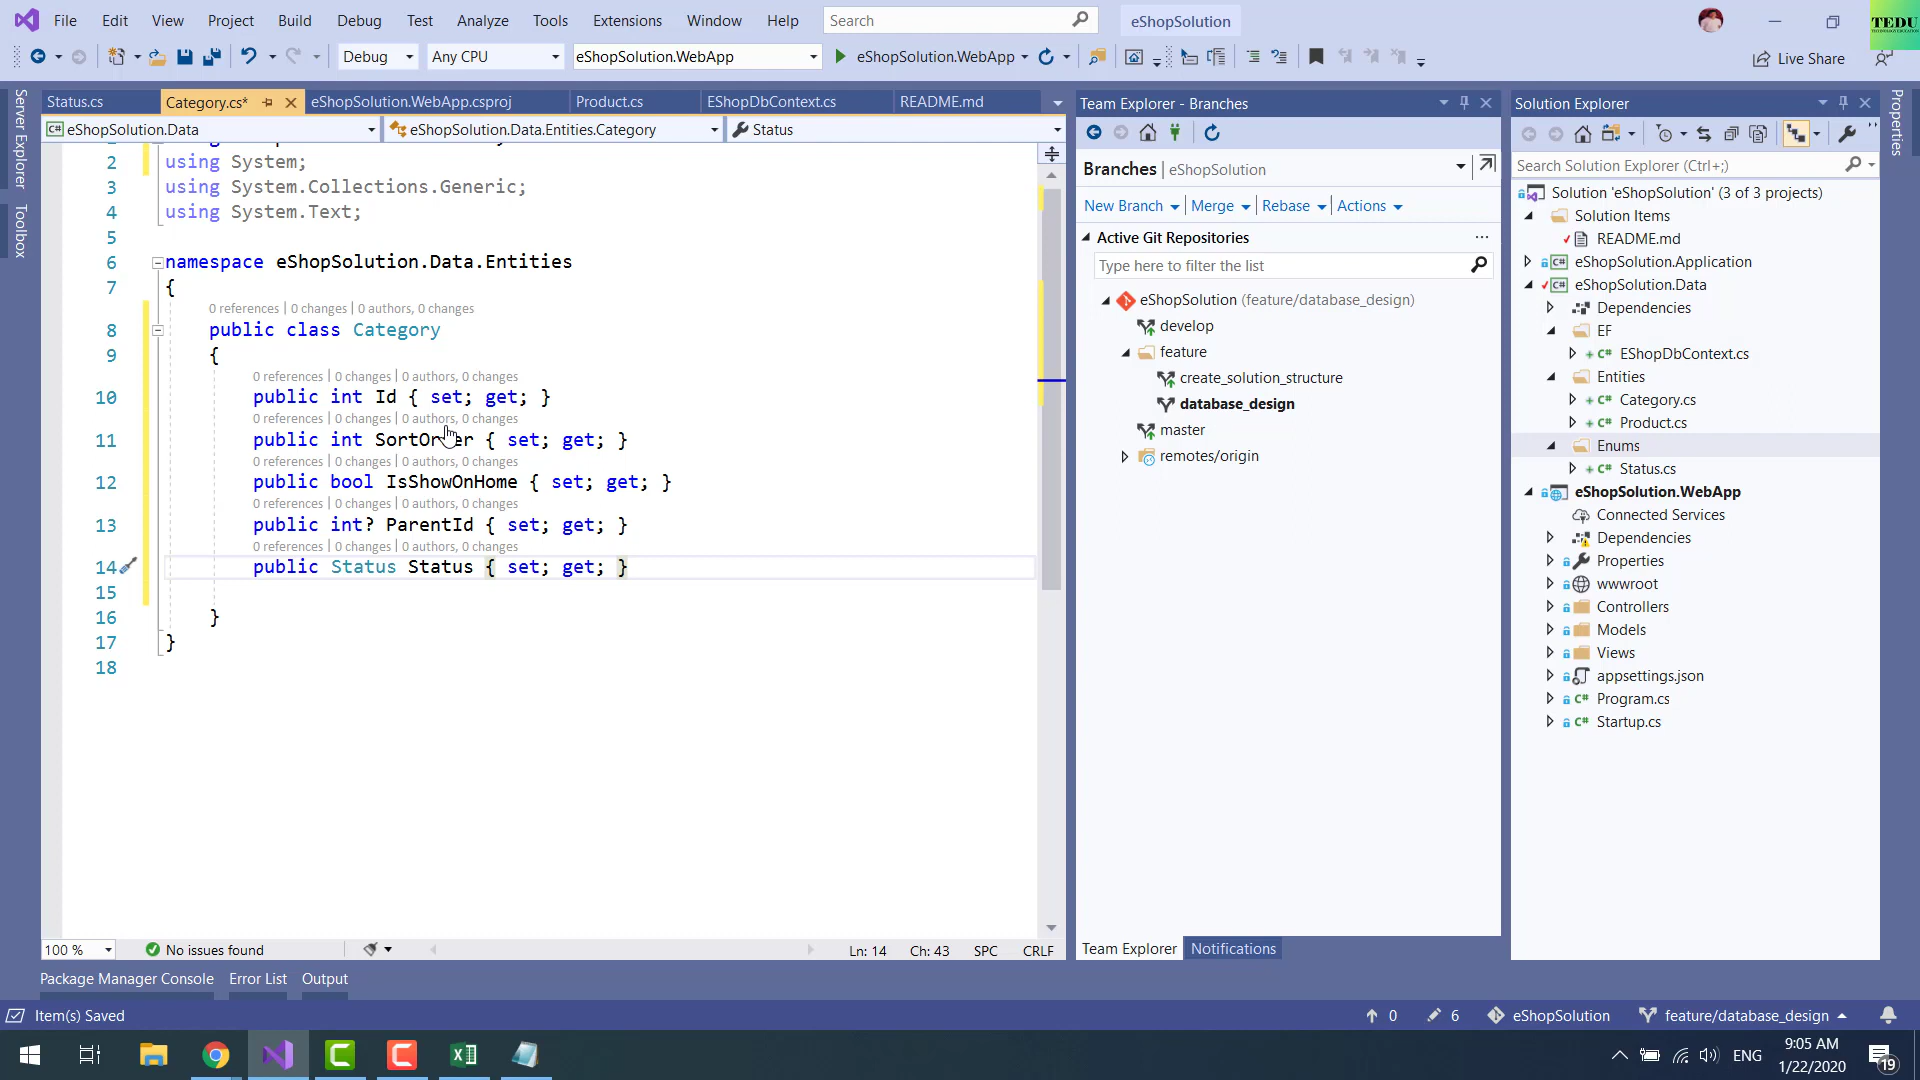 File Edit View Project Build Debug Test Analyze Tools Extensions Window Help Search eShopSolution TEDU
Debug Any CPU eShopSolution.WebApp eShopSolution.WebApp Live Share
Server Explorer
Toolbox
Status.cs Category.cs* eShopSolution.WebApp.csproj Product.cs EShopDbContext.cs README.md
eShopSolution.Data eShopSolution.Data.Entities.Category Status
2 using System;
3 using System.Collections.Generic;
4 using System.Text;
5
6 namespace eShopSolution.Data.Entities
7 {
0 references | 0 changes | 0 authors, 0 changes
8 public class Category
9 {
0 references | 0 changes | 0 authors, 0 changes
10 public int Id { set; get; }
0 references | 0 changes | 0 authors, 0 changes
11 public int SortOrder { set; get; }
0 references | 0 changes | 0 authors, 0 changes
12 public bool IsShowOnHome { set; get; }
0 references | 0 changes | 0 authors, 0 changes
13 public int? ParentId { set; get; }
0 references | 0 changes | 0 authors, 0 changes
14 public Status Status { set; get; }
15
16 }
17 }
18
100 % No issues found Ln: 14 Ch: 43 SPC CRLF
Team Explorer - Branches
Branches | eShopSolution
New Branch Merge Rebase Actions
Active Git Repositories
Type here to filter the list
eShopSolution (feature/database_design)
develop
feature
create_solution_structure
database_design
master
remotes/origin
Team Explorer Notifications
Solution Explorer
Search Solution Explorer (Ctrl+;)
Solution 'eShopSolution' (3 of 3 projects)
Solution Items
README.md
eShopSolution.Application
eShopSolution.Data
Dependencies
EF
EShopDbContext.cs
Entities
Category.cs
Product.cs
Enums
Status.cs
eShopSolution.WebApp
Connected Services
Dependencies
Properties
wwwroot
Controllers
Models
Views
appsettings.json
Program.cs
Startup.cs
Properties
Package Manager Console Error List Output
Item(s) Saved 0 6 eShopSolution feature/database_design
ENG 9:05 AM
1/22/2020 19